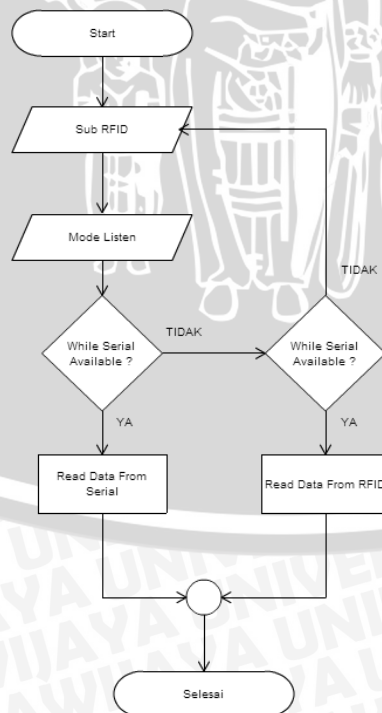 Start
Sub RFID
Mode Listen
TIDAK
While Serial
Available ?
TIDAK
While Serial
Available ?
YA
YA
Read Data From
Serial
Read Data From RFID
Selesai